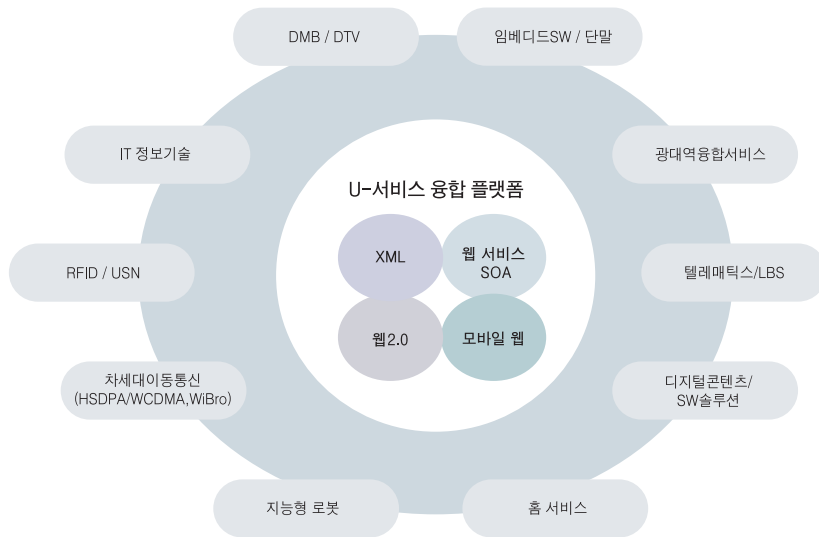 DMB / DTV
임베디드SW / 단말
IT 정보기술
광대역융합서비스
U-서비스 융합 플랫폼
XML
웹 서비스
SOA
RFID / USN
텔레매틱스/LBS
웹2.0
모바일 웹
차세대이동통신
(HSDPA/WCDMA,WiBro)
디지털콘텐츠/
SW솔루션
지능형 로봇
홈 서비스